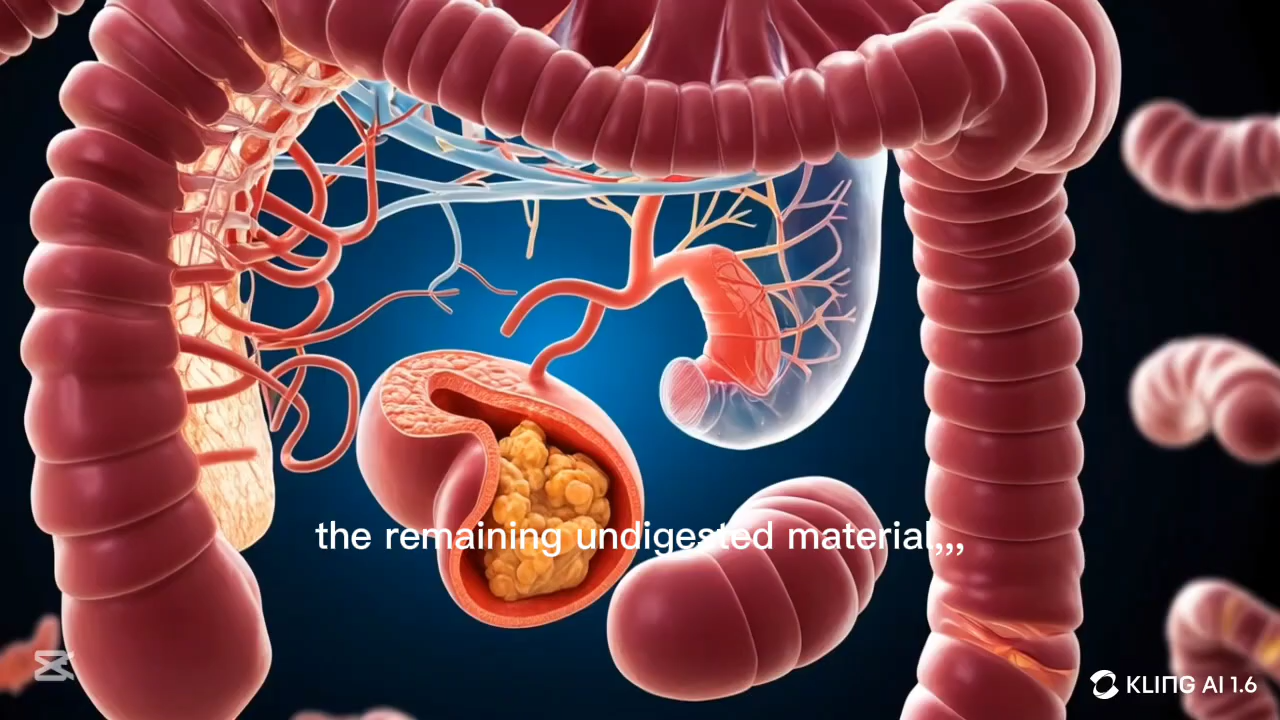 the remaining undigested material,,,
KLING AI 1.6